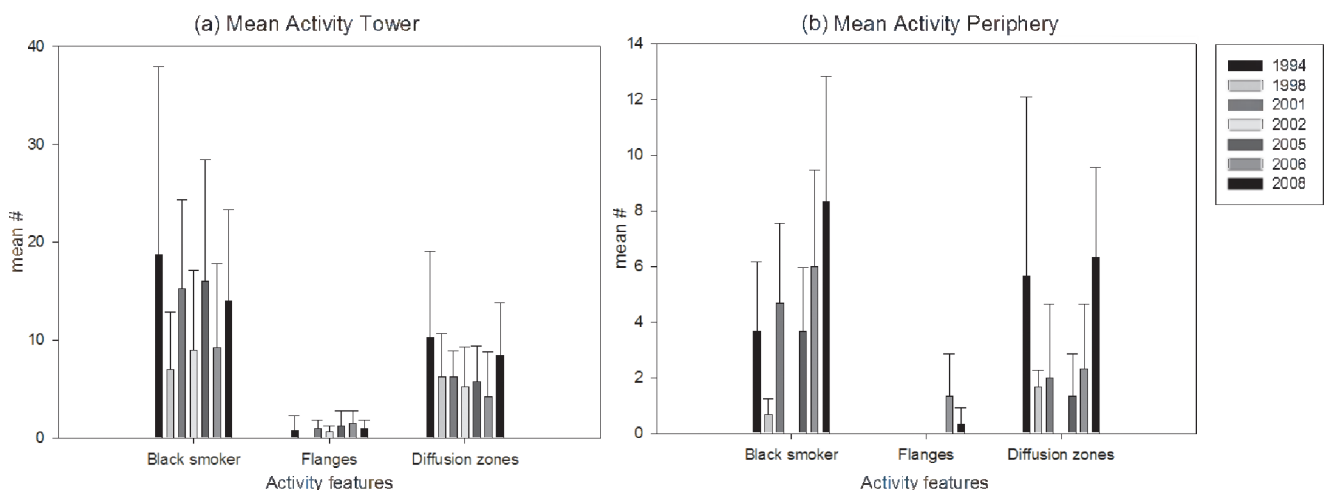 (a) Mean Activity Tower
40
30
20
10
0
mean #
Black smoker
Flanges
Diffusion zones
Activity features
(b) Mean Activity Periphery
14
12
10
8
6
4
2
0
mean #
Black smoker
Flanges
Diffusion zones
Activity features
1994
1998
2001
2002
2005
2006
2008